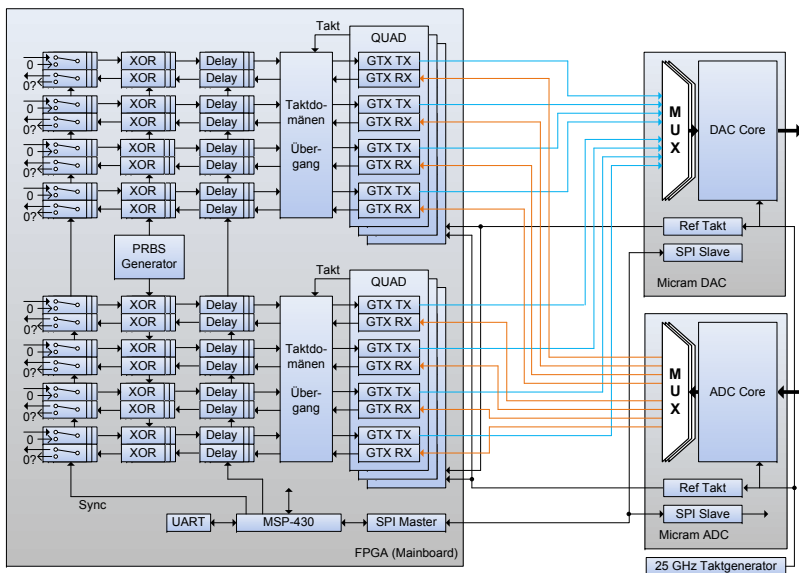 Takt QUAD
0 XOR Delay GTX TX
0? XOR Delay GTX RX
0 XOR Delay Taktdo- GTX TX
0? XOR Delay mänen GTX RX
0 XOR Delay Über- GTX TX
0? XOR Delay gang GTX RX
0 XOR Delay GTX TX
0? XOR Delay GTX RX
MUX DAC Core
Ref Takt
SPI Slave
Micram DAC
PRBS
Generator
Takt QUAD
0 XOR Delay GTX TX
0? XOR Delay GTX RX
0 XOR Delay Taktdo- GTX TX
0? XOR Delay mänen GTX RX
0 XOR Delay Über- GTX TX
0? XOR Delay gang GTX RX
0 XOR Delay GTX TX
0? XOR Delay GTX RX
MUX ADC Core
Ref Takt
SPI Slave
Micram ADC
Sync
UART MSP-430 SPI Master
FPGA (Mainboard)
25 GHz Taktgenerator